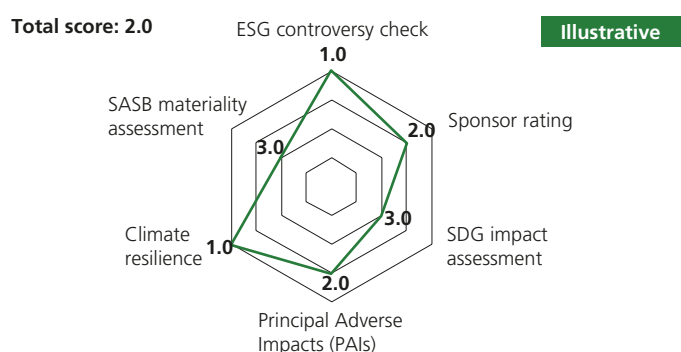 Total score: 2.0
ESG controversy check
Illustrative
1.0
SASB materiality
assessment
2.0
Sponsor rating
3.0
3.0
Climate
resilience
1.0
SDG impact
assessment
2.0
Principal Adverse
Impacts (PAIs)